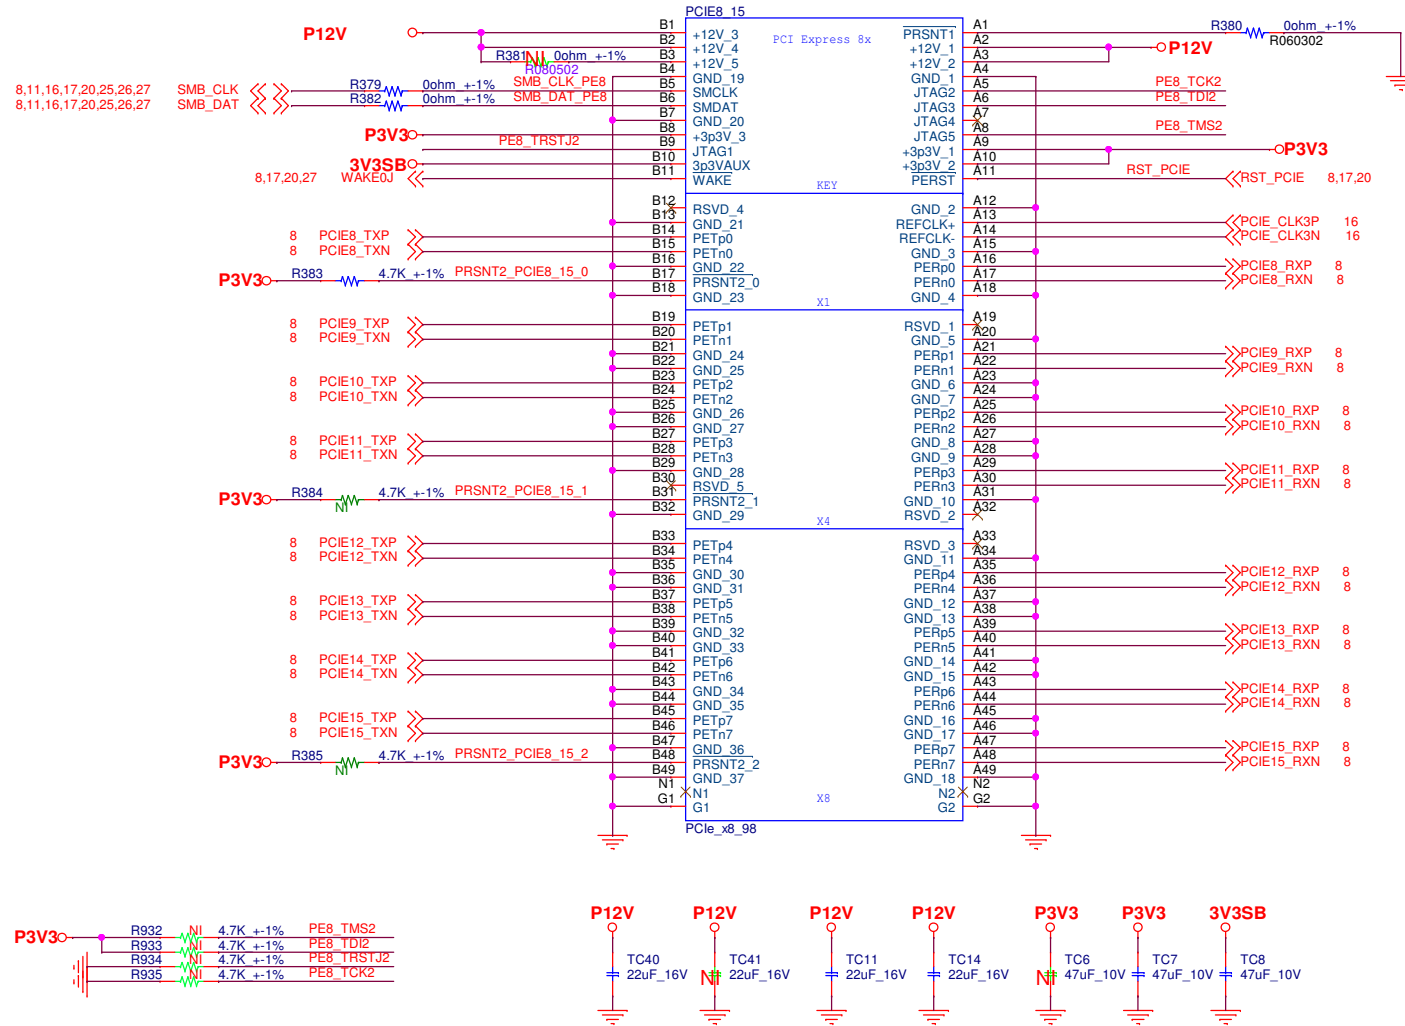 PCIE8_15
P12V B1 +12V_3 PCI Express 8x PRSNT1 A1 R380 0ohm_+-1% R060302
B2 +12V_4 +12V_1 A2 P12V
R381 NI 0ohm_+-1% R080502 B3 +12V_5 +12V_2 A3
B4 GND_19 GND_1 A4
8,11,16,17,20,25,26,27 SMB_CLK R379 0ohm_+-1% SMB_CLK_PE8 B5 SMCLK JTAG2 A5 PE8_TCK2
8,11,16,17,20,25,26,27 SMB_DAT R382 0ohm_+-1% SMB_DAT_PE8 B6 SMDAT JTAG3 A6 PE8_TDI2
B7 GND_20 JTAG4 A7
P3V3 B8 +3p3V_3 JTAG5 A8 PE8_TMS2
PE8_TRSTJ2 B9 JTAG1 +3p3V_1 A9 P3V3
3V3SB B10 3p3VAUX +3p3V_2 A10
8,17,20,27 WAKE0J B11 WAKE PERST A11 RST_PCIE RST_PCIE 8,17,20
KEY
B12 RSVD_4 GND_2 A12
B13 GND_21 REFCLK+ A13 PCIE_CLK3P 16
8 PCIE8_TXP B14 PETp0 REFCLK- A14 PCIE_CLK3N 16
8 PCIE8_TXN B15 PETn0 GND_3 A15
B16 GND_22 PERp0 A16 PCIE8_RXP 8
P3V3 R383 4.7K_+-1% PRSNT2_PCIE8_15_0 B17 PRSNT2_0 PERn0 A17 PCIE8_RXN 8
B18 GND_23 GND_4 A18
X1
8 PCIE9_TXP B19 PETp1 RSVD_1 A19
8 PCIE9_TXN B20 PETn1 GND_5 A20
B21 GND_24 PERp1 A21 PCIE9_RXP 8
B22 GND_25 PERn1 A22 PCIE9_RXN 8
8 PCIE10_TXP B23 PETp2 GND_6 A23
8 PCIE10_TXN B24 PETn2 GND_7 A24
B25 GND_26 PERp2 A25 PCIE10_RXP 8
B26 GND_27 PERn2 A26 PCIE10_RXN 8
8 PCIE11_TXP B27 PETp3 GND_8 A27
8 PCIE11_TXN B28 PETn3 GND_9 A28
B29 GND_28 PERp3 A29 PCIE11_RXP 8
B30 RSVD_5 PERn3 A30 PCIE11_RXN 8
P3V3 R384 NI 4.7K_+-1% PRSNT2_PCIE8_15_1 B31 PRSNT2_1 GND_10 A31
B32 GND_29 RSVD_2 A32
X4
8 PCIE12_TXP B33 PETp4 RSVD_3 A33
8 PCIE12_TXN B34 PETn4 GND_11 A34
B35 GND_30 PERp4 A35 PCIE12_RXP 8
B36 GND_31 PERn4 A36 PCIE12_RXN 8
8 PCIE13_TXP B37 PETp5 GND_12 A37
8 PCIE13_TXN B38 PETn5 GND_13 A38
B39 GND_32 PERp5 A39 PCIE13_RXP 8
B40 GND_33 PERn5 A40 PCIE13_RXN 8
8 PCIE14_TXP B41 PETp6 GND_14 A41
8 PCIE14_TXN B42 PETn6 GND_15 A42
B43 GND_34 PERp6 A43 PCIE14_RXP 8
B44 GND_35 PERn6 A44 PCIE14_RXN 8
8 PCIE15_TXP B45 PETp7 GND_16 A45
8 PCIE15_TXN B46 PETn7 GND_17 A46
B47 GND_36 PERp7 A47 PCIE15_RXP 8
P3V3 R385 NI 4.7K_+-1% PRSNT2_PCIE8_15_2 B48 PRSNT2_2 PERn7 A48 PCIE15_RXN 8
B49 GND_37 GND_18 A49
N1 N1 N2 N2
G1 G1 X8 G2 G2
PCIe_x8_98
P3V3 R932 NI 4.7K_+-1% PE8_TMS2
R933 NI 4.7K_+-1% PE8_TDI2
R934 NI 4.7K_+-1% PE8_TRSTJ2
R935 NI 4.7K_+-1% PE8_TCK2
P12V P12V P12V P12V P3V3 P3V3 3V3SB
TC40 TC41 TC11 TC14 TC6 TC7 TC8
22uF_16V NI 22uF_16V 22uF_16V 22uF_16V NI 47uF_10V 47uF_10V 47uF_10V